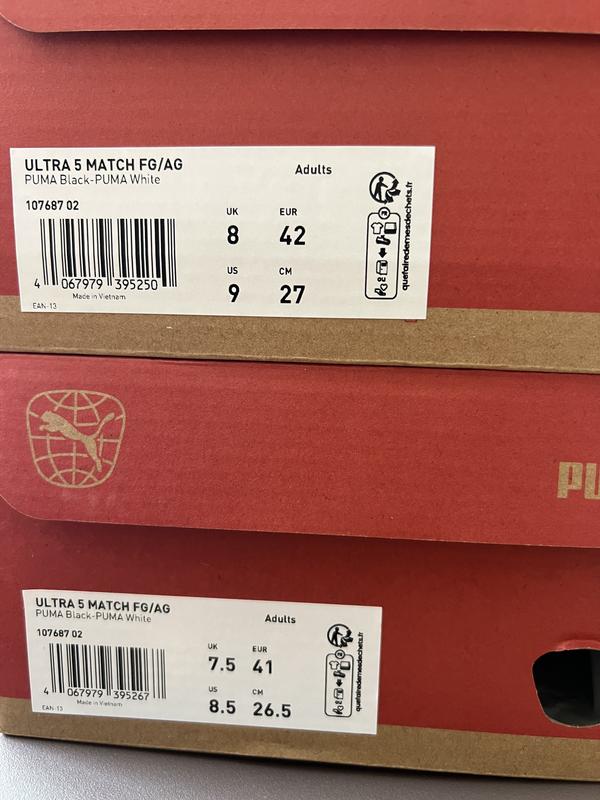 ULTRA 5 MATCH FG/AG
PUMA Black-PUMA White
Adults
107687 02
UK EUR
8 42
US CM
9 27
4 067979 395250
Made in Vietnam
EAN-13
FR
quefairedemesdechets.fr
ULTRA 5 MATCH FG/AG
PUMA Black-PUMA White
Adults
107687 02
UK EUR
7.5 41
US CM
8.5 26.5
4 067979 395267
Made in Vietnam
EAN-13
FR
quefairedemesdechets.fr